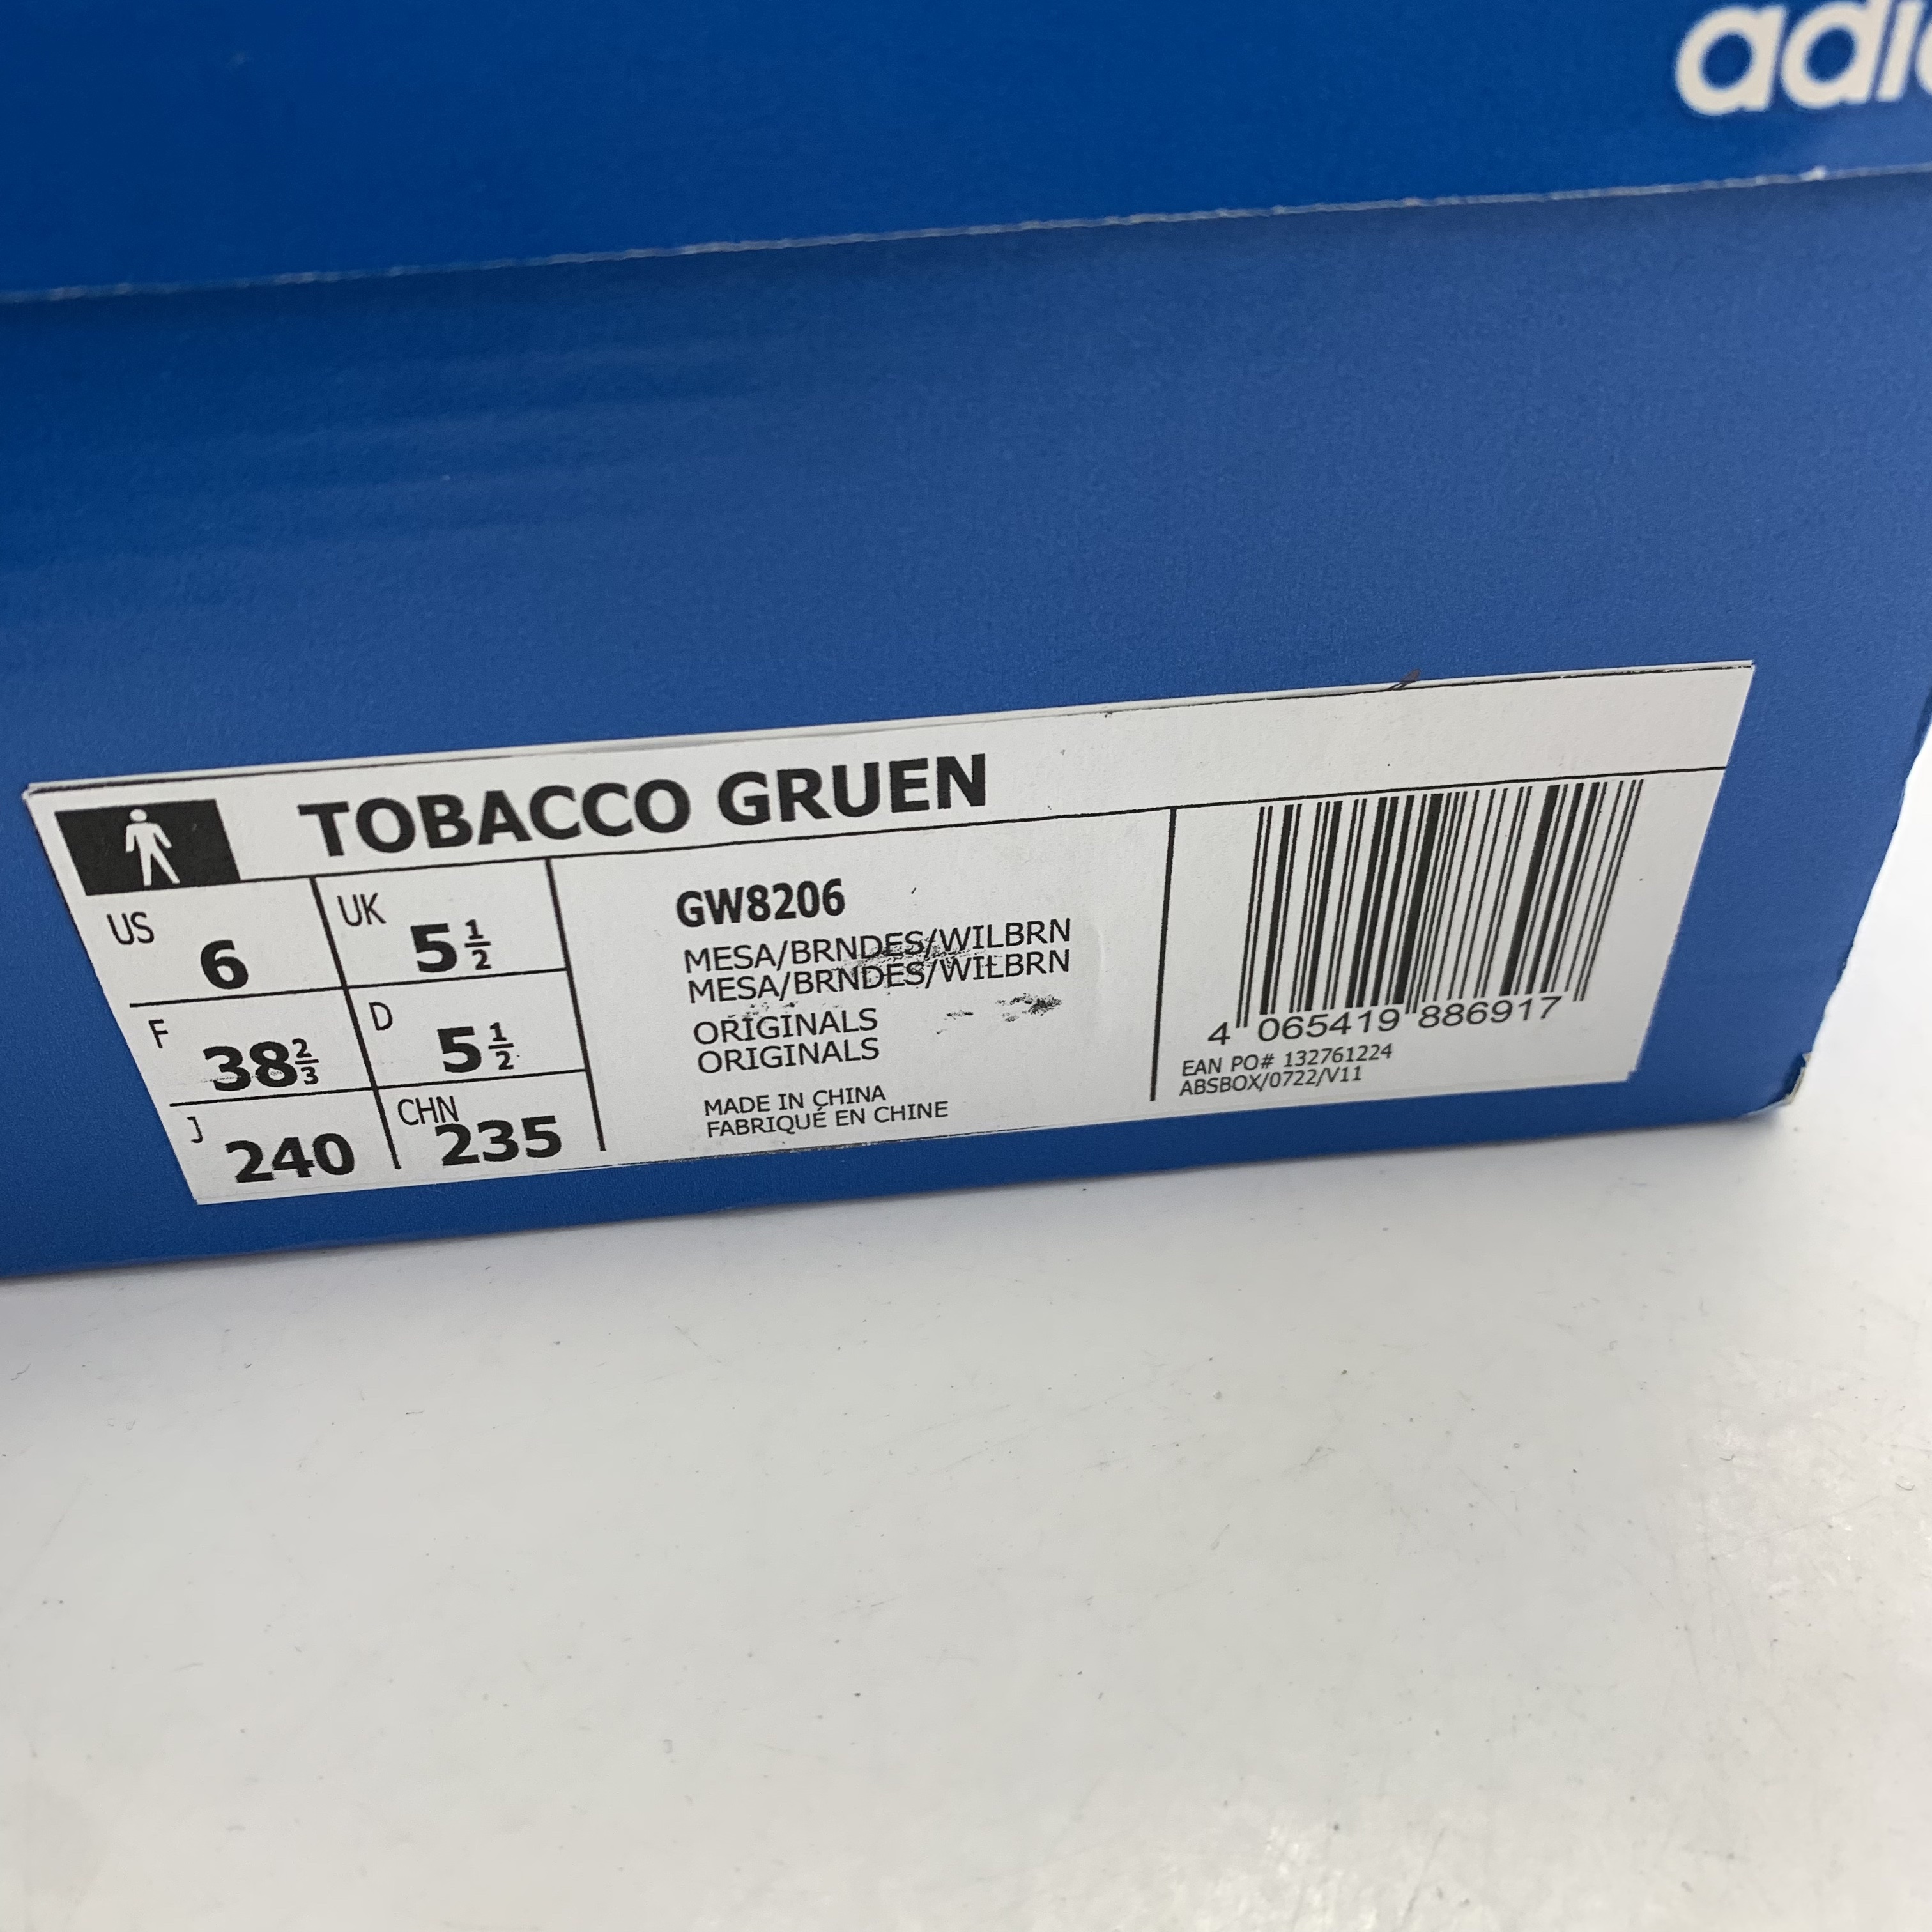 adi
TOBACCO GRUEN
US 6
UK 5 1/2
F 38 2/3
D 5 1/2
J 240
CHN 235
GW8206
MESA/BRNDES/WILBRN
MESA/BRNDES/WILBRN
ORIGINALS
ORIGINALS
MADE IN CHINA
FABRIQUÉ EN CHINE
4 065419 886917
EAN PO# 132761224
ABSBOX/0722/V11